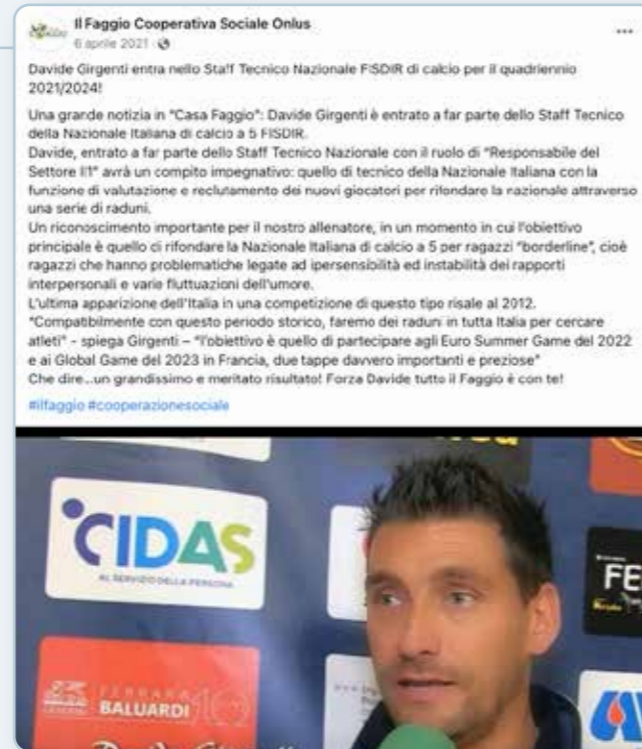 Il Faggio Cooperativa Sociale Onlus
6 aprile 2021
Davide Girgenti entra nello Staff Tecnico Nazionale FISDIR di calcio per il quadriennio
2021/2024!
Una grande notizia in "Casa Faggio": Davide Girgenti è entrato a far parte dello Staff Tecnico
della Nazionale Italiana di calcio a 5 FISDIR.
Davide, entrato a far parte dello Staff Tecnico Nazionale con il ruolo di "Responsabile del
Settore II1" avrà un compito impegnativo: quello di tecnico della Nazionale Italiana con la
funzione di valutazione e reclutamento dei nuovi giocatori per rifondare la nazionale attraverso
una serie di raduni.
Un riconoscimento importante per il nostro allenatore, in un momento in cui l'obiettivo
principale è quello di rifondare la Nazionale Italiana di calcio a 5 per ragazzi "borderline", cioè
ragazzi che hanno problematiche legate ad ipersensibilità ed instabilità dei rapporti
interpersonali e varie fluttuazioni dell'umore.
L'ultima apparizione dell'Italia in una competizione di questo tipo risale al 2012.
"Compatibilmente con questo periodo storico, faremo dei raduni in tutta Italia per cercare
atleti" - spiega Girgenti – "l'obiettivo è quello di partecipare agli Euro Summer Game del 2022
e ai Global Game del 2023 in Francia, due tappe davvero importanti e preziose"
Che dire...un grandissimo e meritato risultato! Forza Davide tutto il Faggio è con te!
#ilfaggio #cooperazionesociale
CIDAS
AL SERVIZIO DELLA PERSONA
FE
FERRARA
BALUARDI
Davide Girgenti